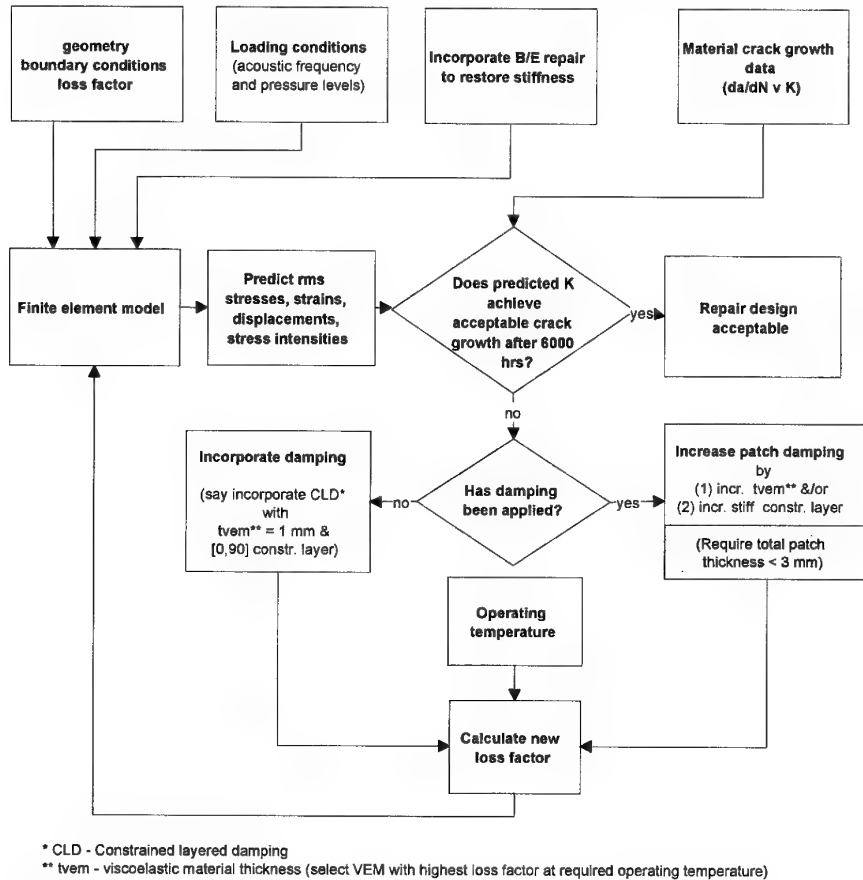 geometry
boundary conditions
loss factor
Loading conditions
(acoustic frequency
and pressure levels)
Incorporate B/E repair
to restore stiffness
Material crack growth
data
(da/dN v K)
Finite element model
Predict rms
stresses, strains,
displacements,
stress intensities
Does predicted K
achieve
acceptable crack
growth after 6000
hrs?
yes
Repair design
acceptable
no
Incorporate damping
(say incorporate CLD*
with
tvem** = 1 mm &
[0,90] constr. layer)
no
Has damping
been applied?
yes
Increase patch damping
by
(1) incr. tvem** &/or
(2) incr. stiff constr. layer
(Require total patch
thickness < 3 mm)
Operating
temperature
Calculate new
loss factor
* CLD - Constrained layered damping
** tvem - viscoelastic material thickness (select VEM with highest loss factor at required operating temperature)